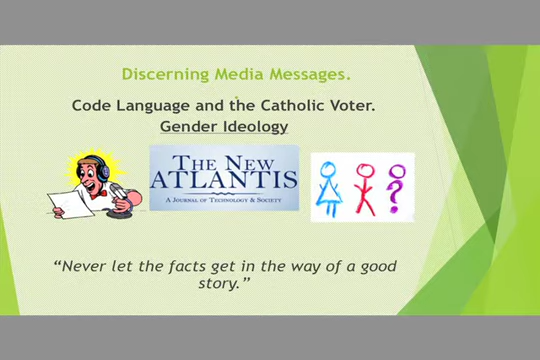 Discerning Media Messages.
Code Language and the Catholic Voter.
Gender Ideology
THE NEW
ATLANTIS
A JOURNAL OF TECHNOLOGY & SOCIETY
?
“Never let the facts get in the way of a good
story.”